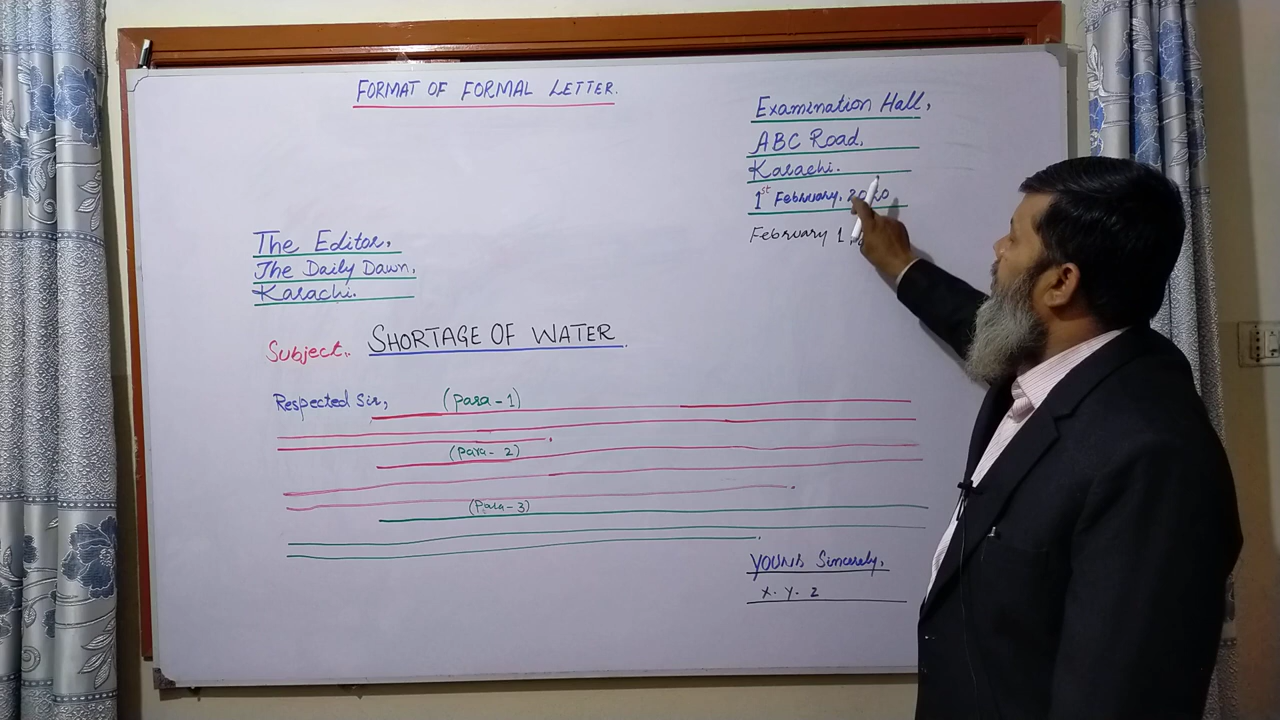 FORMAT OF FORMAL LETTER.
Examination Hall,
ABC Road,
Karachi.
1st February, 2020
February 1,
The Editor,
The Daily Dawn,
Karachi.
Subject:. SHORTAGE OF WATER.
Respected Sir, (para-1)
(para-2)
(Para-3)
YOURS Sincerely,
X. Y. Z